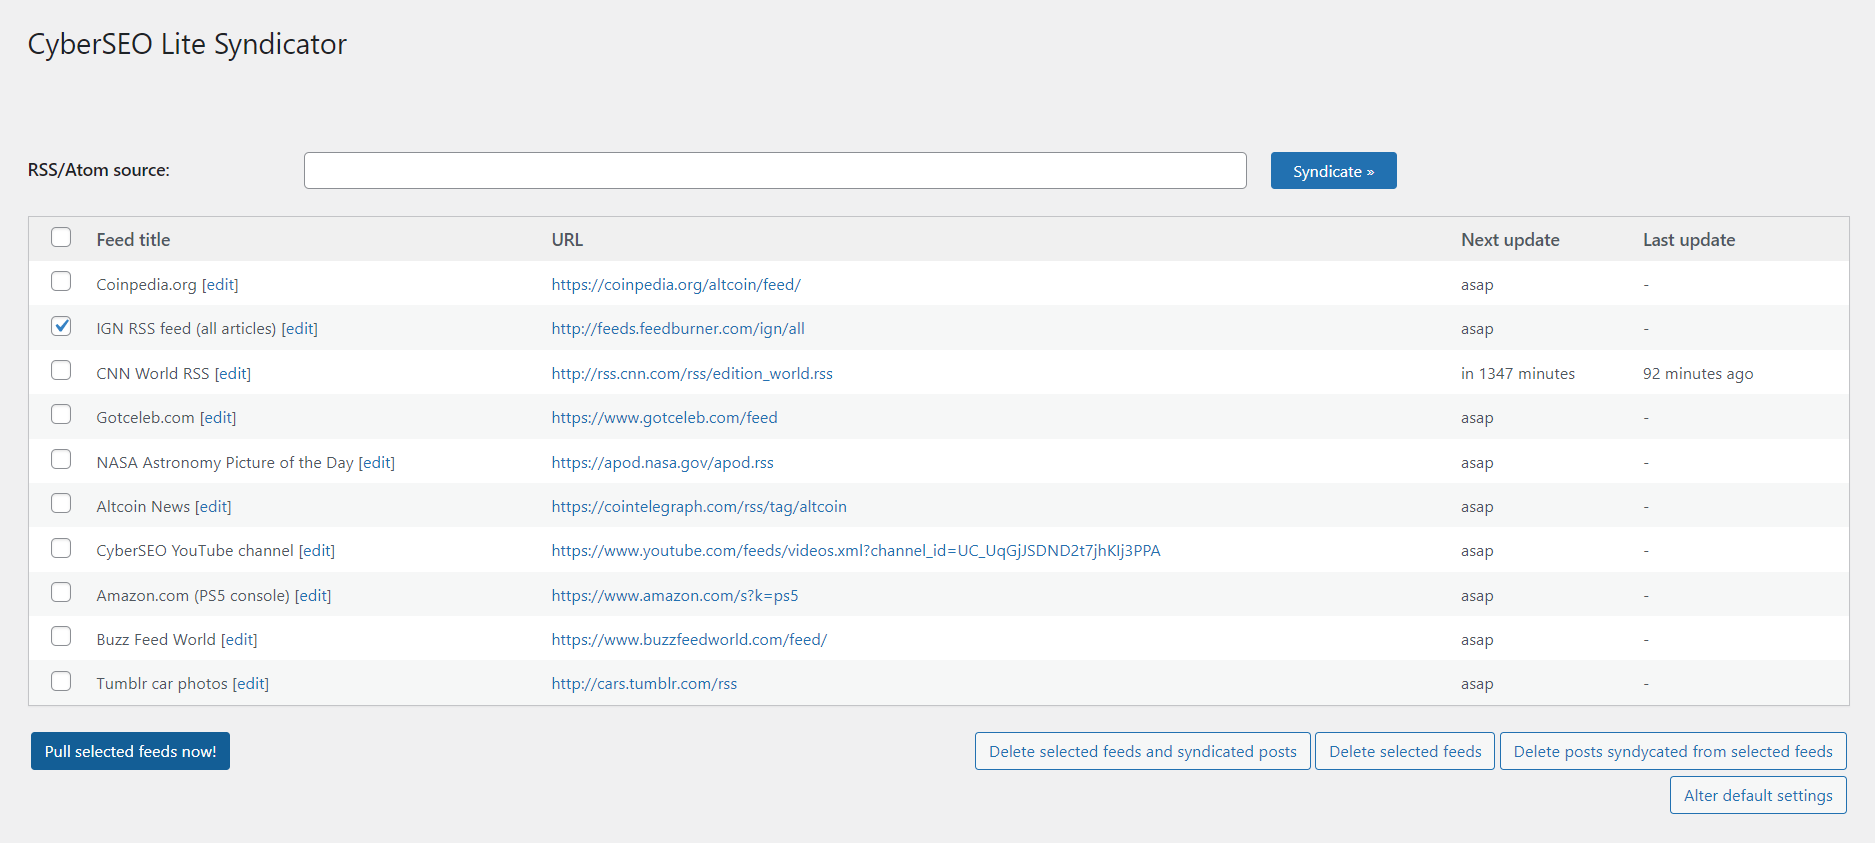 CyberSEO Lite Syndicator
RSS/Atom source:
Syndicate »
Feed title URL Next update Last update
Coinpedia.org [edit] https://coinpedia.org/altcoin/feed/ asap -
IGN RSS feed (all articles) [edit] http://feeds.feedburner.com/ign/all asap -
CNN World RSS [edit] http://rss.cnn.com/rss/edition_world.rss in 1347 minutes 92 minutes ago
Gotceleb.com [edit] https://www.gotceleb.com/feed asap -
NASA Astronomy Picture of the Day [edit] https://apod.nasa.gov/apod.rss asap -
Altcoin News [edit] https://cointelegraph.com/rss/tag/altcoin asap -
CyberSEO YouTube channel [edit] https://www.youtube.com/feeds/videos.xml?channel_id=UC_UqGjJSDND2t7jhKIj3PPA asap -
Amazon.com (PS5 console) [edit] https://www.amazon.com/s?k=ps5 asap -
Buzz Feed World [edit] https://www.buzzfeedworld.com/feed/ asap -
Tumblr car photos [edit] http://cars.tumblr.com/rss asap -
Pull selected feeds now! Delete selected feeds and syndicated posts Delete selected feeds Delete posts syndycated from selected feeds
Alter default settings